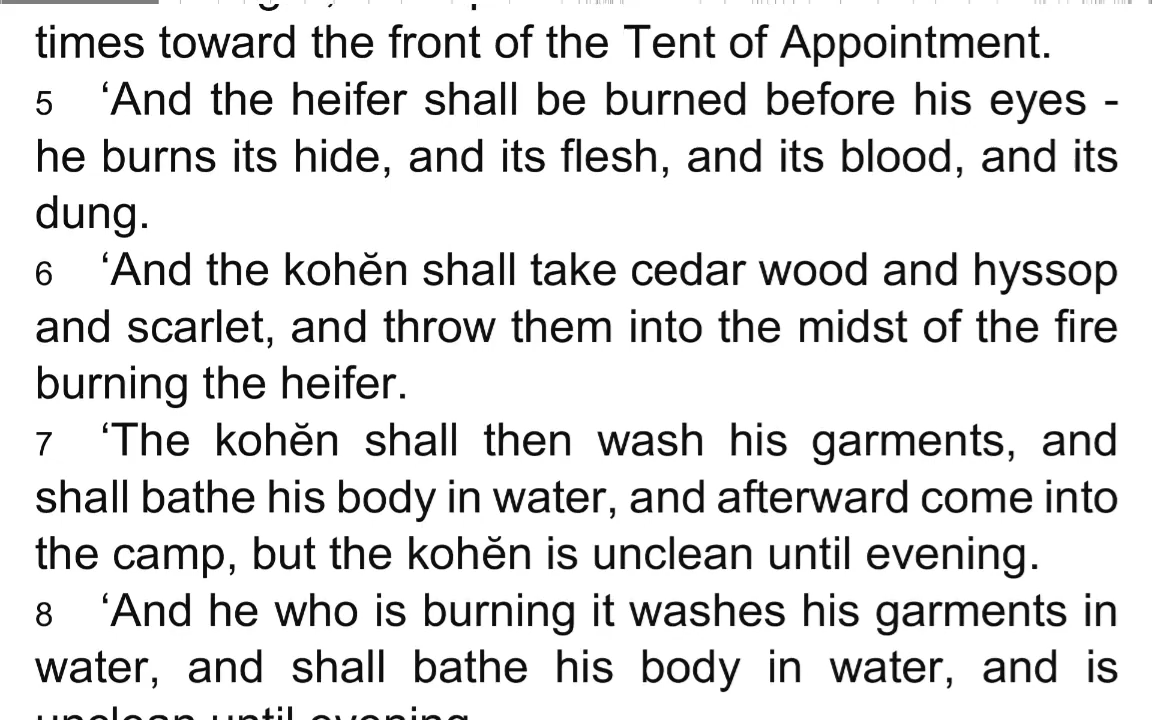 times toward the front of the Tent of Appointment.
5 ‘And the heifer shall be burned before his eyes -
he burns its hide, and its flesh, and its blood, and its
dung.
6 ‘And the kohĕn shall take cedar wood and hyssop
and scarlet, and throw them into the midst of the fire
burning the heifer.
7 ‘The kohĕn shall then wash his garments, and
shall bathe his body in water, and afterward come into
the camp, but the kohĕn is unclean until evening.
8 ‘And he who is burning it washes his garments in
water, and shall bathe his body in water, and is
unclean until evening.